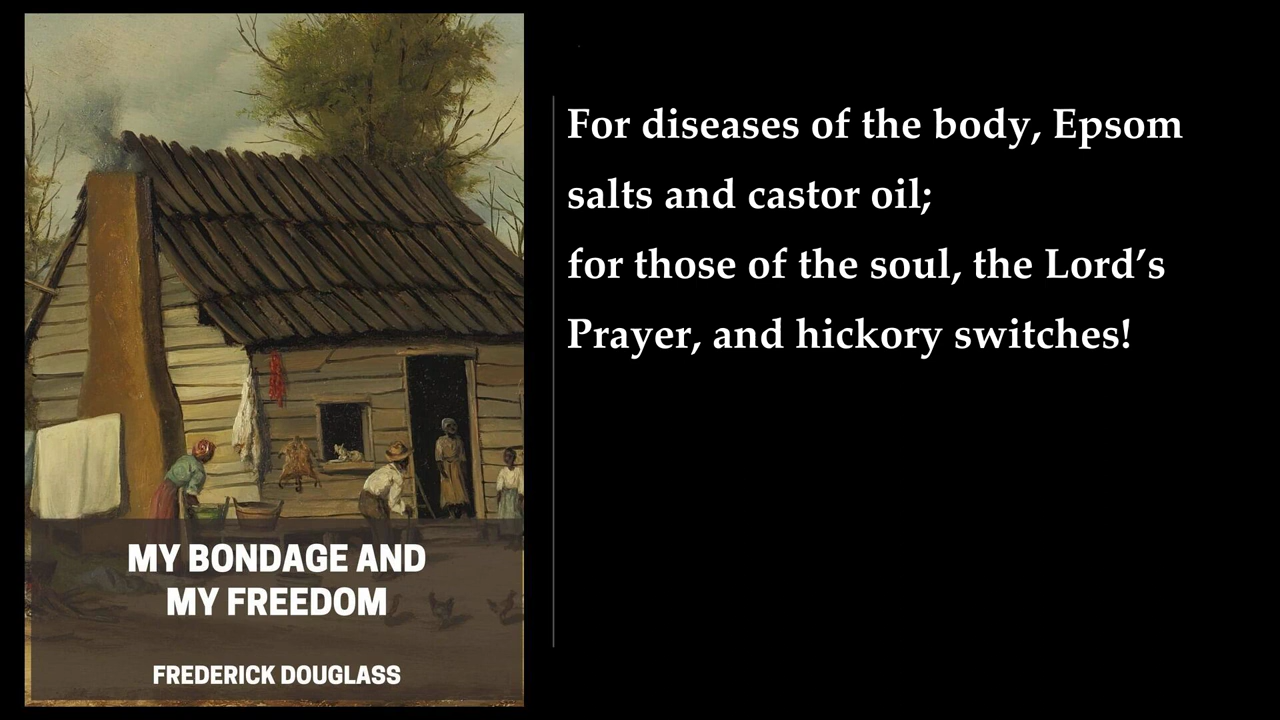 For diseases of the body, Epsom
salts and castor oil;
for those of the soul, the Lord’s
Prayer, and hickory switches!
MY BONDAGE AND
MY FREEDOM
FREDERICK DOUGLASS